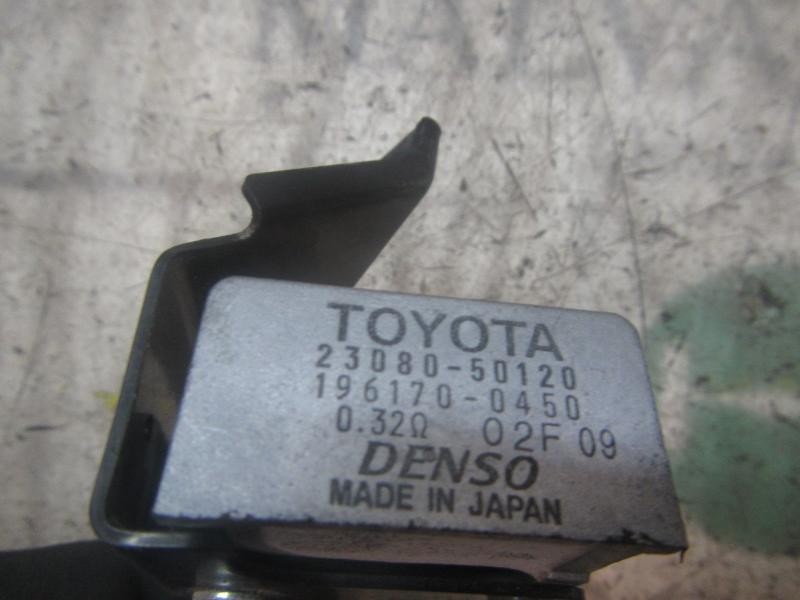 TOYOTA
23080-50120
196170-0450
0.32Ω 02F 09
DENSO
MADE IN JAPAN